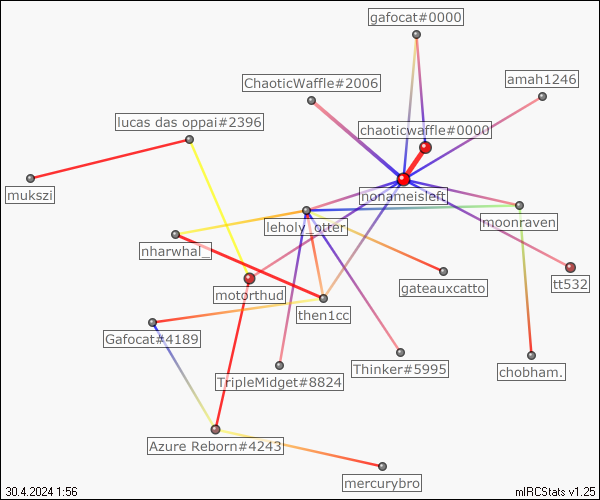 gafocat#0000
ChaoticWaffle#2006
amah1246
lucas das oppai#2396
chaoticwaffle#0000
mukszi
nonameisleft
leholy_otter
moonraven
nharwhal_
gateauxcatto
tt532
motorthud
then1cc
Gafocat#4189
Thinker#5995
chobham.
TripleMidget#8824
Azure Reborn#4243
mercurybro
30.4.2024 1:56
mIRCStats v1.25